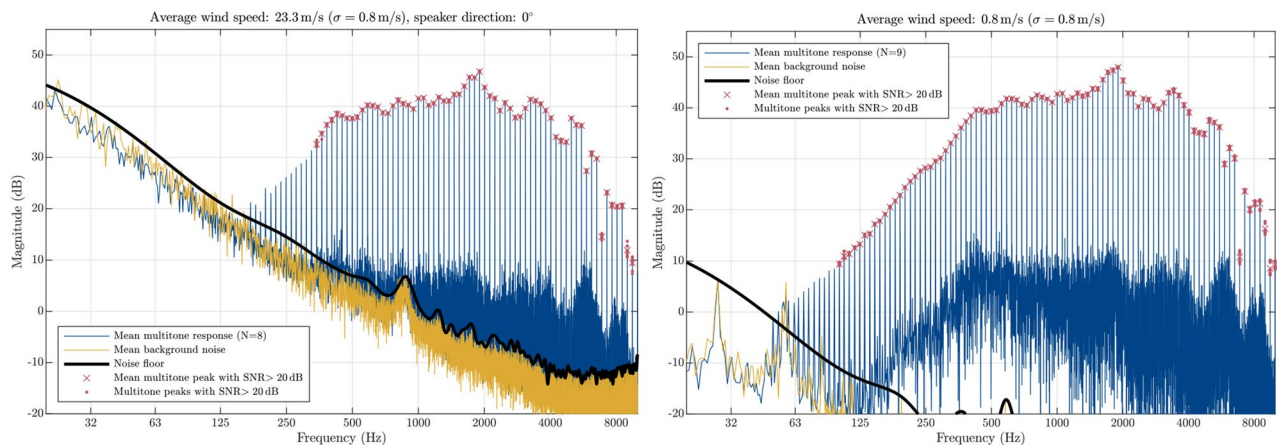 Average wind speed: 23.3 m/s (σ = 0.8 m/s), speaker direction: 0°
50
40
30
20
10
0
-10
-20
Magnitude (dB)
Mean multitone response (N=8)
Mean background noise
Noise floor
Mean multitone peak with SNR> 20 dB
Multitone peaks with SNR> 20 dB
32 63 125 250 500 1000 2000 4000 8000
Frequency (Hz)
Average wind speed: 0.8 m/s (σ = 0.8 m/s)
50
40
30
20
10
0
-10
-20
Magnitude (dB)
Mean multitone response (N=9)
Mean background noise
Noise floor
Mean multitone peak with SNR> 20 dB
Multitone peaks with SNR> 20 dB
32 63 125 250 500 1000 2000 4000 8000
Frequency (Hz)